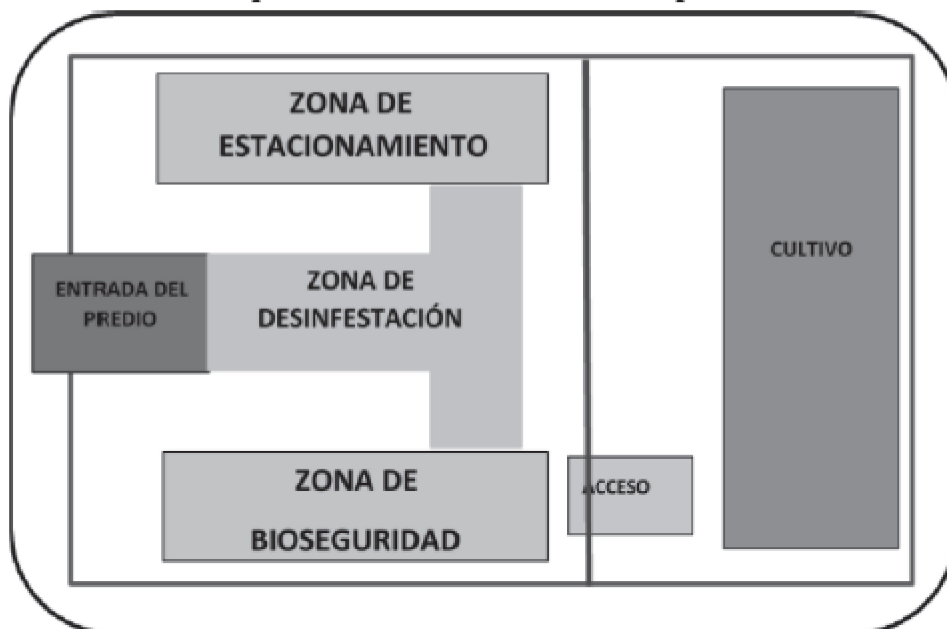 ZONA DE
ESTACIONAMIENTO
ENTRADA DEL
PREDIO
ZONA DE
DESINFESTACIÓN
CULTIVO
ZONA DE
BIOSEGURIDAD
ACCESO